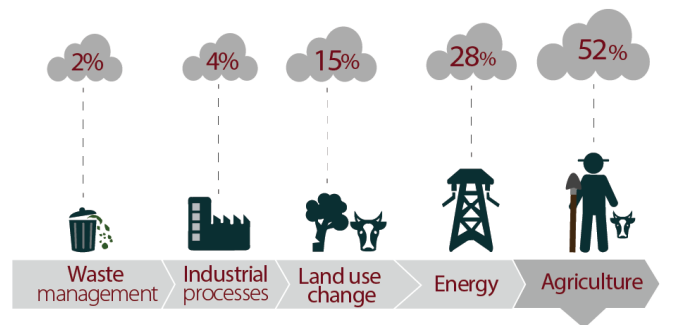 2%
4%
15%
28%
52%
Waste
management
Industrial
processes
Land use
change
Energy
Agriculture